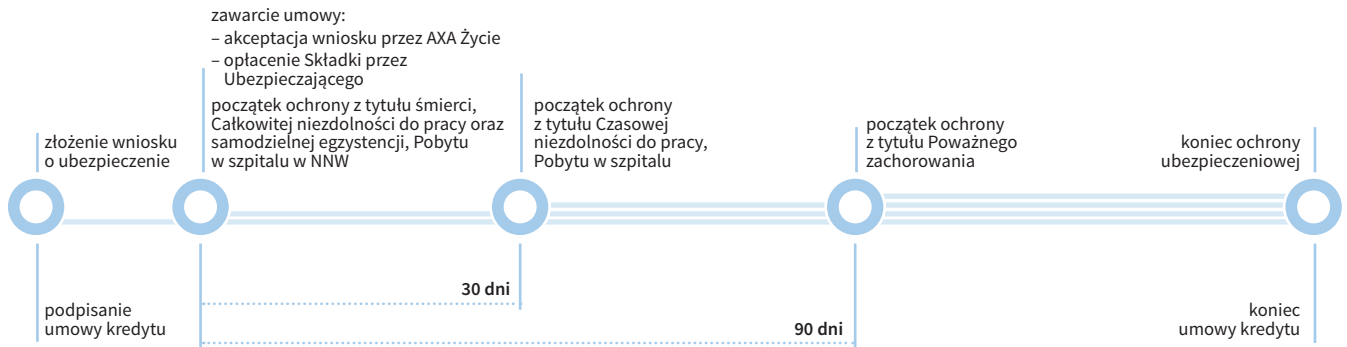 zawarcie umowy:
– akceptacja wniosku przez AXA Życie
– opłacenie Składki przez
Ubezpieczającego
złożenie wniosku
o ubezpieczenie
początek ochrony z tytułu śmierci,
Całkowitej niezdolności do pracy oraz
samodzielnej egzystencji, Pobytu
w szpitalu w NNW
początek ochrony
z tytułu Czasowej
niezdolności do pracy,
Pobytu w szpitalu
początek ochrony
z tytułu Poważnego
zachorowania
koniec ochrony
ubezpieczeniowej
30 dni
podpisanie
umowy kredytu
90 dni
koniec
umowy kredytu